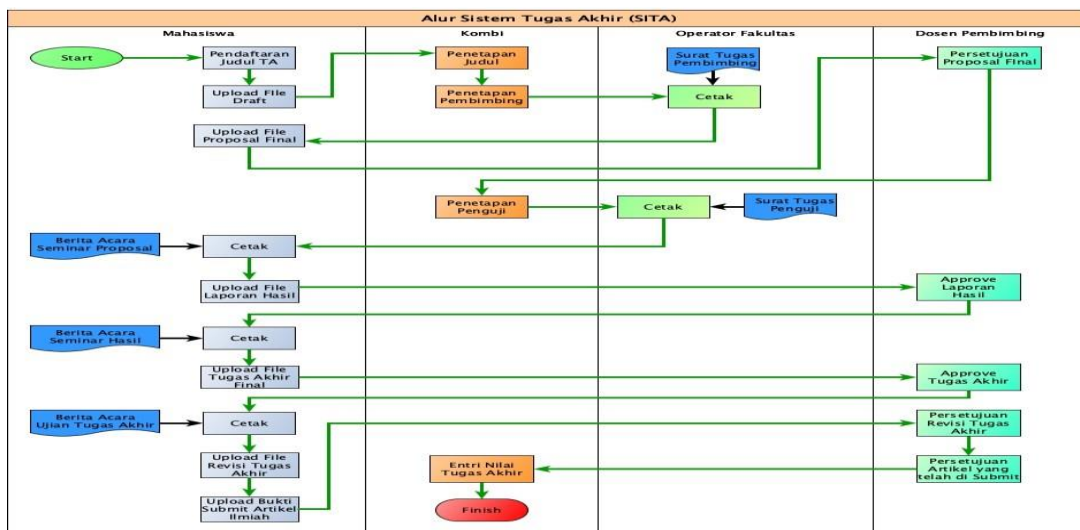 Alur Sistem Tugas Akhir (SITA)
Mahasiswa
Kombi
Operator Fakultas
Dosen Pembimbing
Start
Pendaftaran
Judul TA
Upload File
Draft
Penetapan
Judul
Penetapan
Pembimbing
Surat Tugas
Pembimbing
Cetak
Persetujuan
Proposal Final
Upload File
Proposal Final
Penetapan
Penguji
Cetak
Surat Tugas
Penguji
Berita Acara
Seminar Proposal
Cetak
Upload File
Laporan Hasil
Approve
Laporan
Hasil
Berita Acara
Seminar Hasil
Cetak
Upload File
Tugas Akhir
Final
Approve
Tugas Akhir
Berita Acara
Ujian Tugas Akhir
Cetak
Persetujuan
Revisi Tugas
Akhir
Upload File
Revisi Tugas
Akhir
Entri Nilai
Tugas Akhir
Persetujuan
Artikel yang
telah di Submit
Upload Bukti
Submit Artikel
Ilmiah
Finish